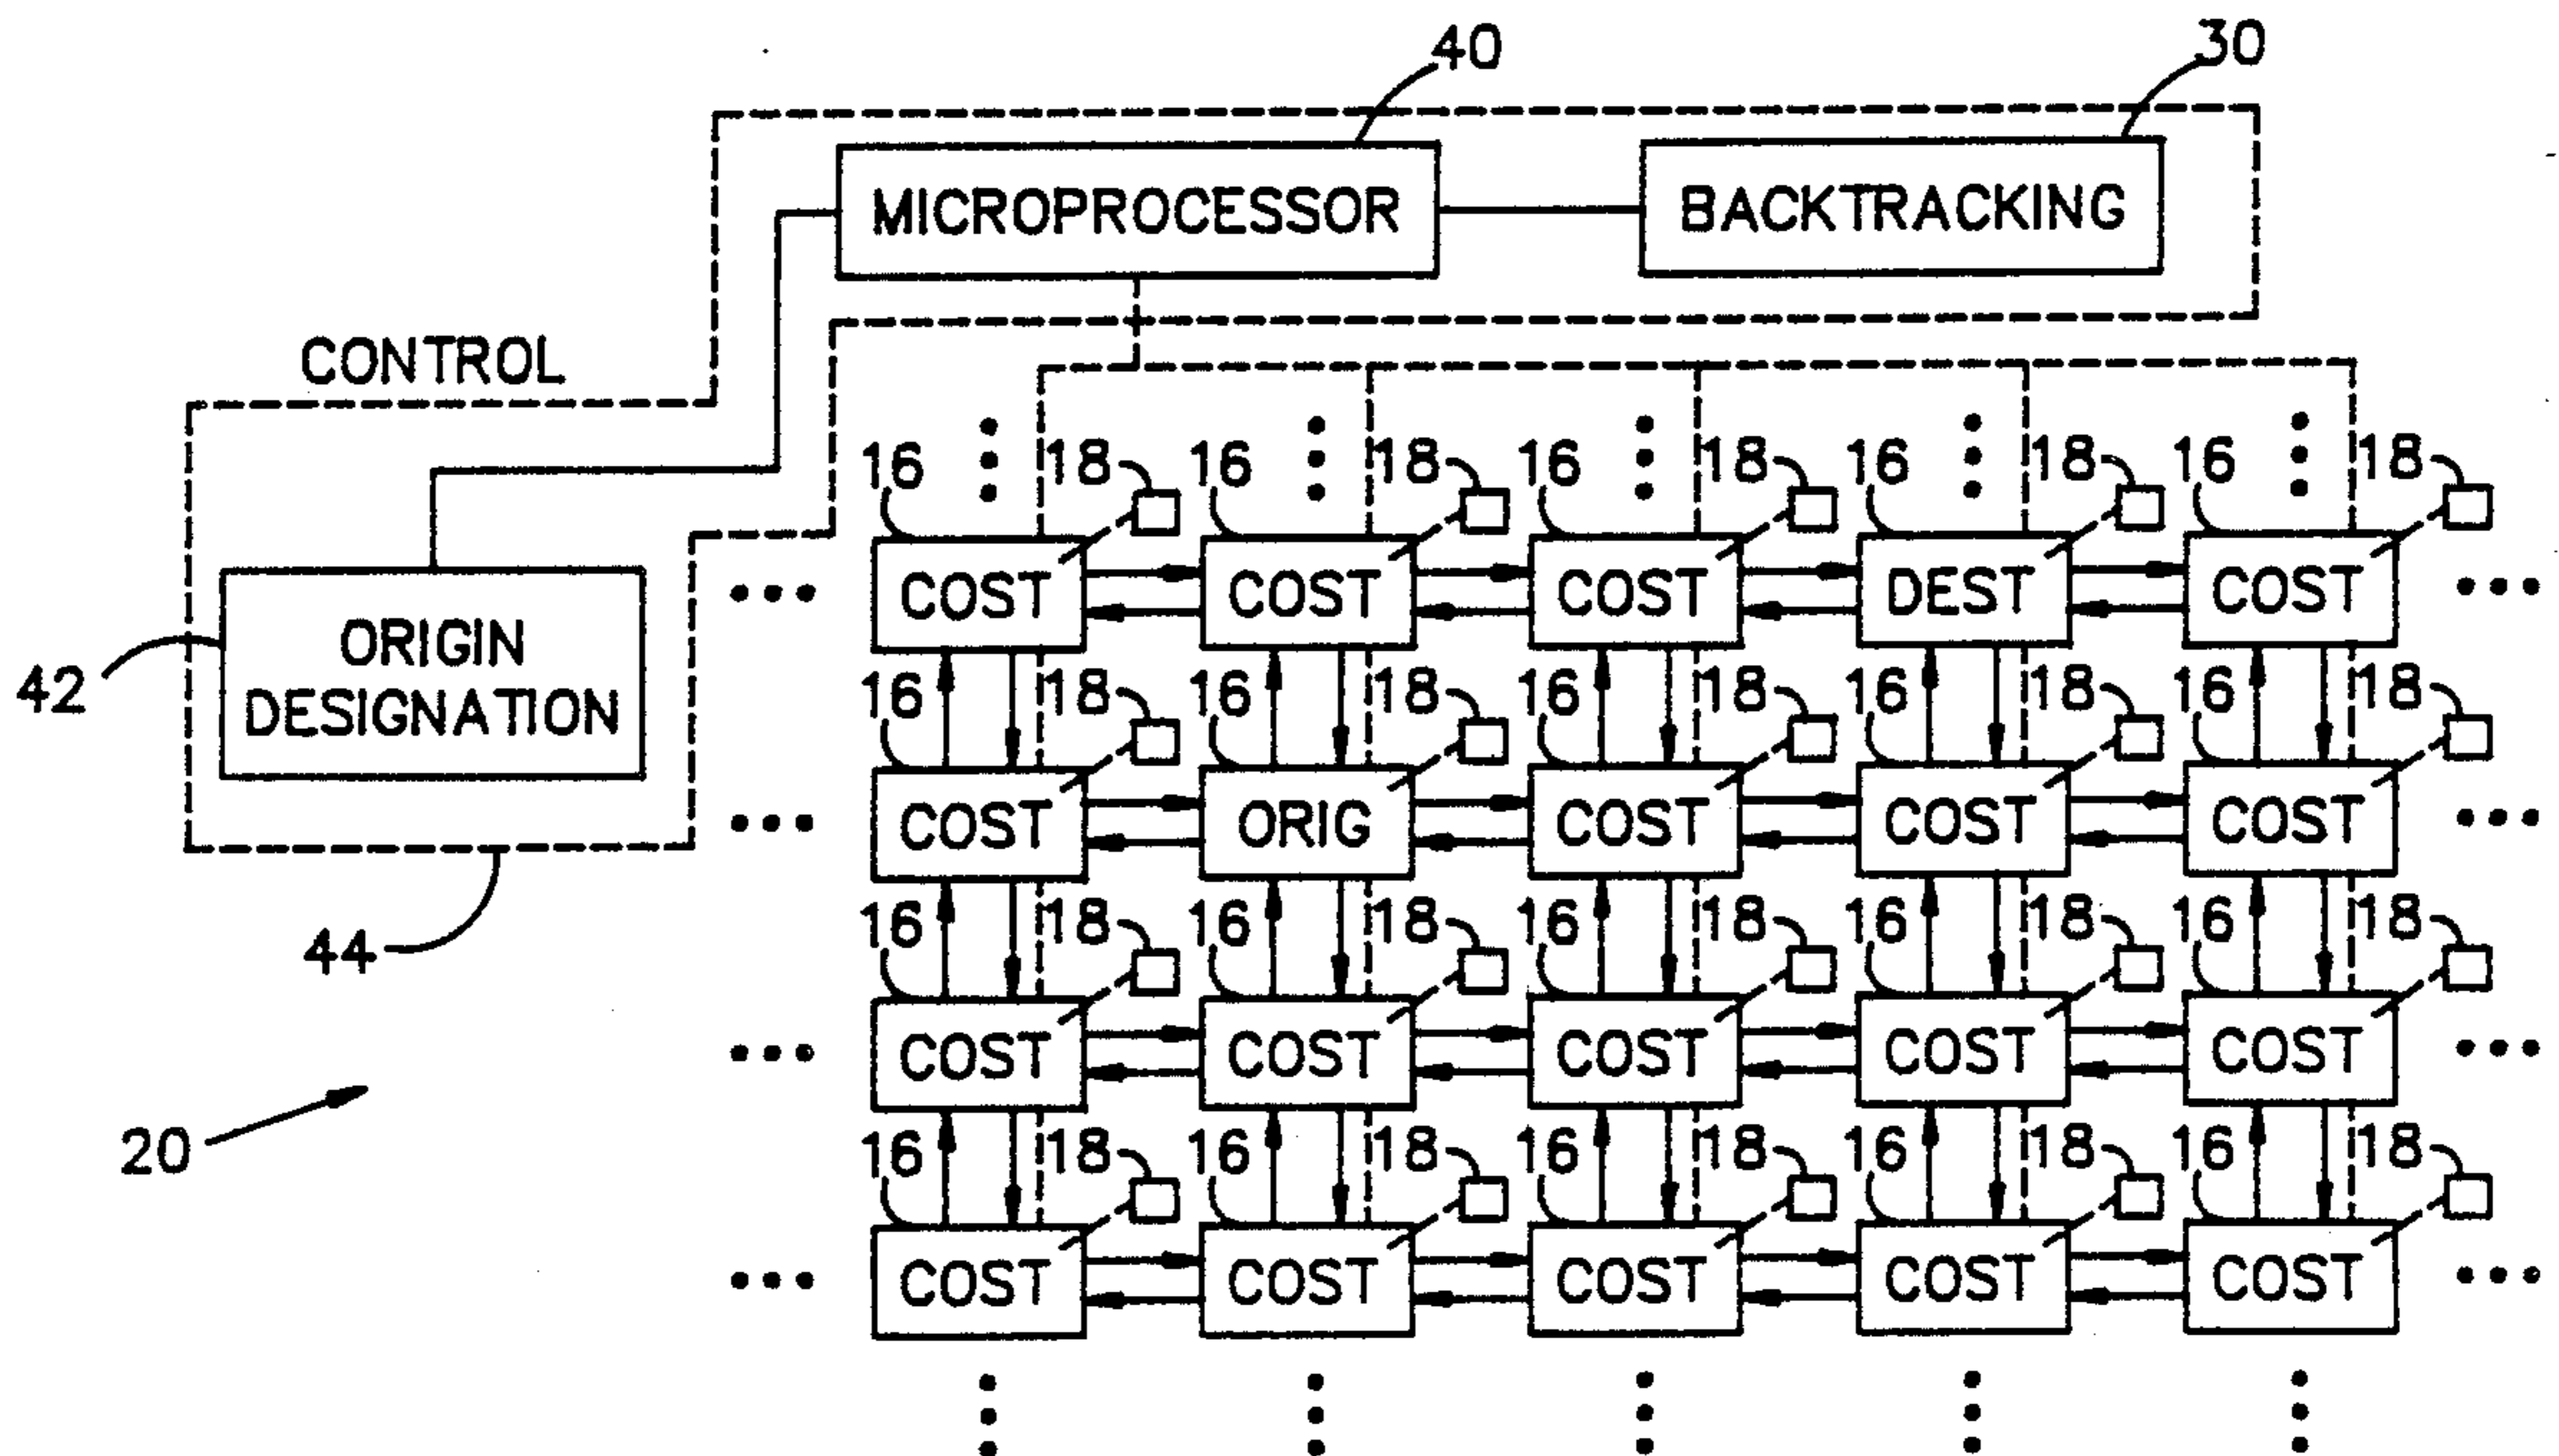 40
30
MICROPROCESSOR
BACKTRACKING
CONTROL
16 18 16 18 16 18 16 18 16 18
COST COST COST DEST COST
ORIGIN
DESIGNATION
42
16 18 16 18 16 18 16 18 16 18
COST ORIG COST COST COST
44
16 18 16 18 16 18 16 18 16 18
COST COST COST COST COST
20
16 18 16 18 16 18 16 18 16 18
COST COST COST COST COST